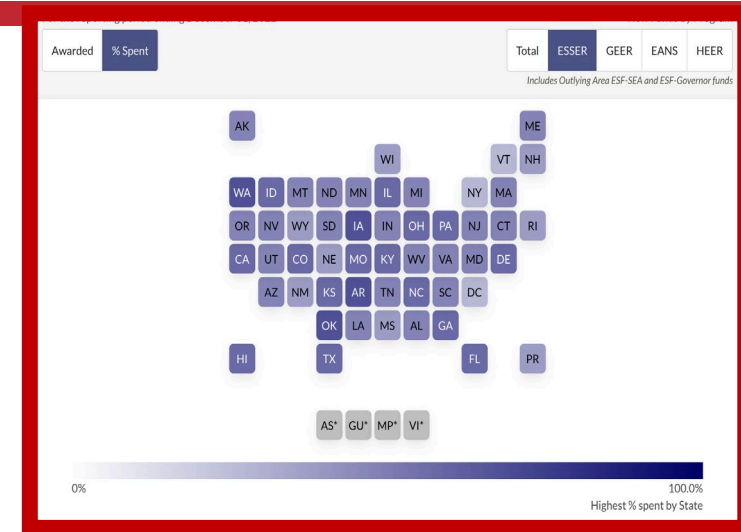 Awarded % Spent Total ESSER GEER EANS HEER
Includes Outlying Area ESF-SEA and ESF-Governor funds
AK ME
WI VT NH
WA ID MT ND MN IL MI NY MA
OR NV WY SD IA IN OH PA NJ CT RI
CA UT CO NE MO KY WV VA MD DE
AZ NM KS AR TN NC SC DC
OK LA MS AL GA
HI TX FL PR
AS* GU* MP* VI*
0% 100.0%
Highest % spent by State